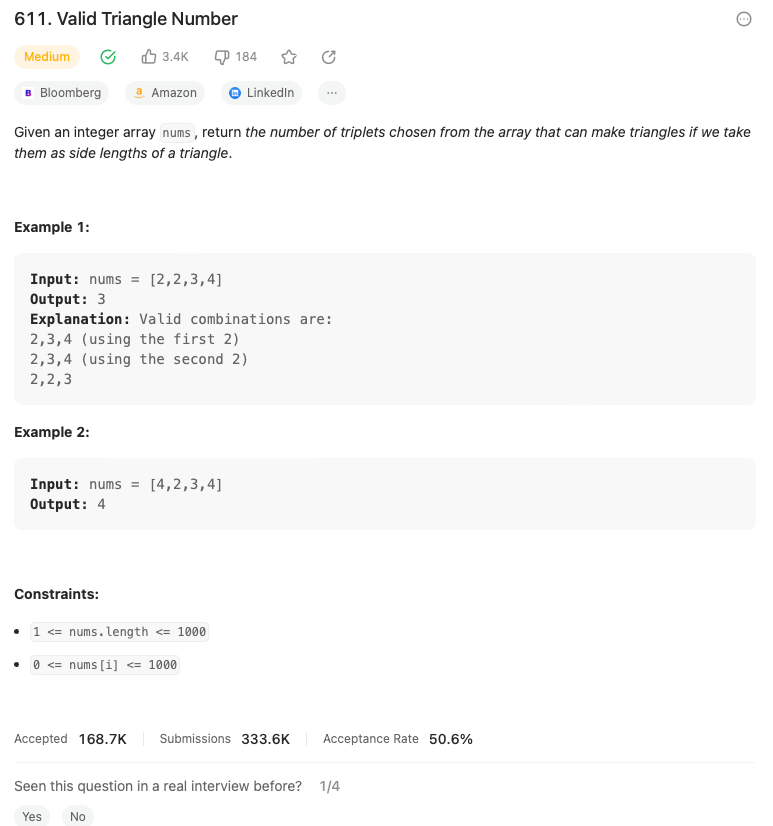 611. Valid Triangle Number
Medium 3.4K 184
Bloomberg Amazon LinkedIn ...
Given an integer array nums, return the number of triplets chosen from the array that can make triangles if we take
them as side lengths of a triangle.
Example 1:
Input: nums = [2,2,3,4]
Output: 3
Explanation: Valid combinations are:
2,3,4 (using the first 2)
2,3,4 (using the second 2)
2,2,3
Example 2:
Input: nums = [4,2,3,4]
Output: 4
Constraints:
• 1 <= nums.length <= 1000
• 0 <= nums[i] <= 1000
Accepted 168.7K Submissions 333.6K Acceptance Rate 50.6%
Seen this question in a real interview before? 1/4
Yes No